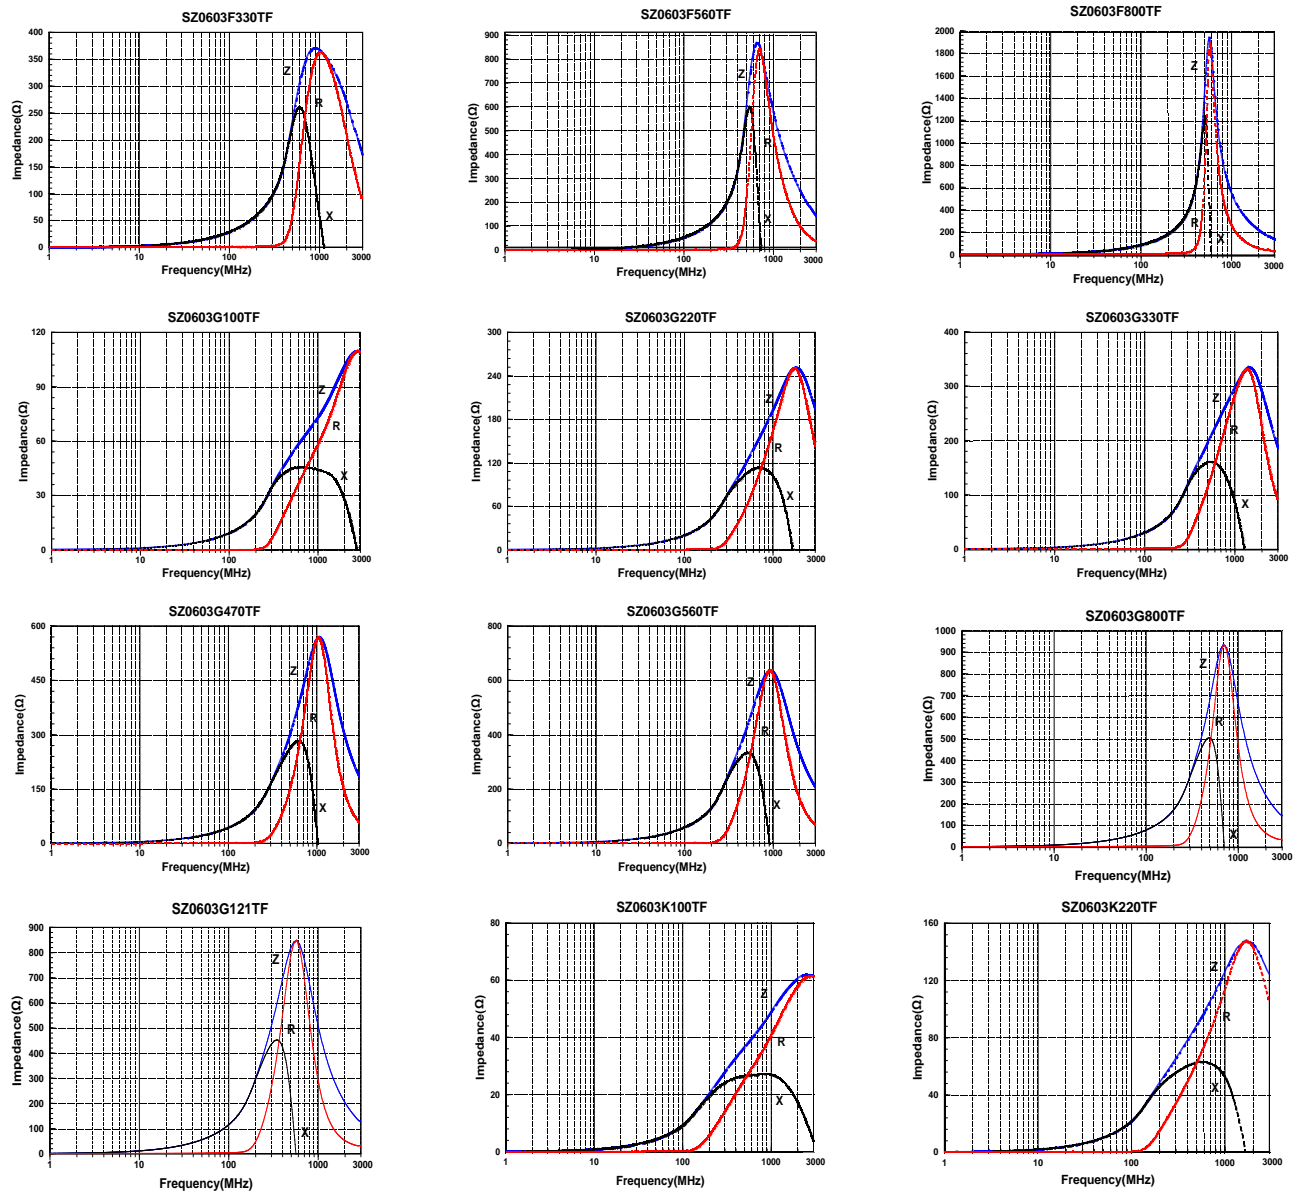 SZ0603F330TF
400
350
300
250
200
150
100
50
0
Impedance(Ω)
Z
R
X
1
10
100
1000
3000
Frequency(MHz)
SZ0603F560TF
900
800
700
600
500
400
300
200
100
0
Impedance(Ω)
Z
R
X
1
10
100
1000
3000
Frequency(MHz)
SZ0603F800TF
2000
1800
1600
1400
1200
1000
800
600
400
200
0
Impedance(Ω)
Z
R
X
1
10
100
1000
3000
Frequency(MHz)
SZ0603G100TF
120
90
60
30
0
Impedance(Ω)
Z
R
X
1
10
100
1000
3000
Frequency(MHz)
SZ0603G220TF
300
240
180
120
60
0
Impedance(Ω)
Z
R
X
1
10
100
1000
3000
Frequency(MHz)
SZ0603G330TF
400
300
200
100
0
Impedance(Ω)
Z
R
X
1
10
100
1000
3000
Frequency(MHz)
SZ0603G470TF
600
450
300
150
0
Impedance(Ω)
Z
R
X
1
10
100
1000
3000
Frequency(MHz)
SZ0603G560TF
800
600
400
200
0
Impedance(Ω)
Z
R
X
1
10
100
1000
3000
Frequency(MHz)
SZ0603G800TF
1000
900
800
700
600
500
400
300
200
100
0
Impedance(Ω)
Z
R
X
1
10
100
1000
3000
Frequency(MHz)
SZ0603G121TF
900
800
700
600
500
400
300
200
100
0
Impedance(Ω)
Z
R
X
1
10
100
1000
3000
Frequency(MHz)
SZ0603K100TF
80
60
40
20
0
Impedance(Ω)
Z
R
X
1
10
100
1000
3000
Frequency(MHz)
SZ0603K220TF
160
120
80
40
0
Impedance(Ω)
Z
R
X
1
10
100
1000
3000
Frequency(MHz)